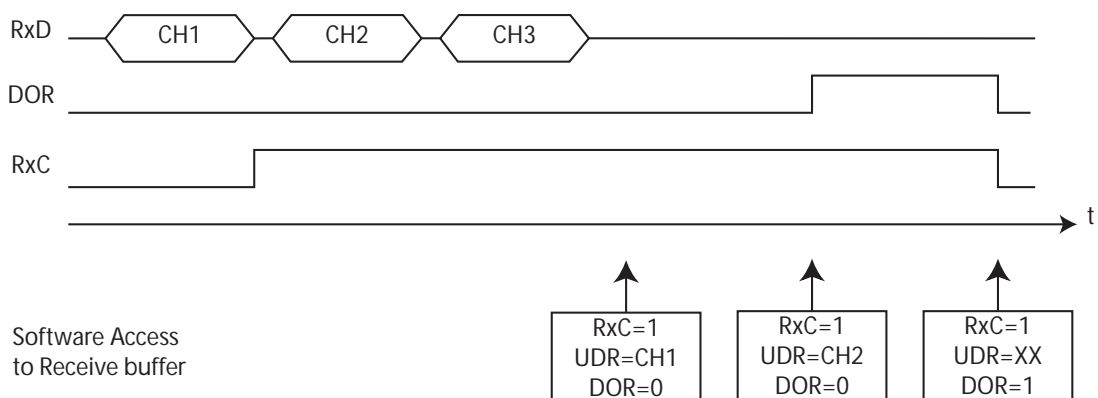 RxD
CH1
CH2
CH3
DOR
RxC
t
Software Access
to Receive buffer
RxC=1
UDR=CH1
DOR=0
RxC=1
UDR=CH2
DOR=0
RxC=1
UDR=XX
DOR=1